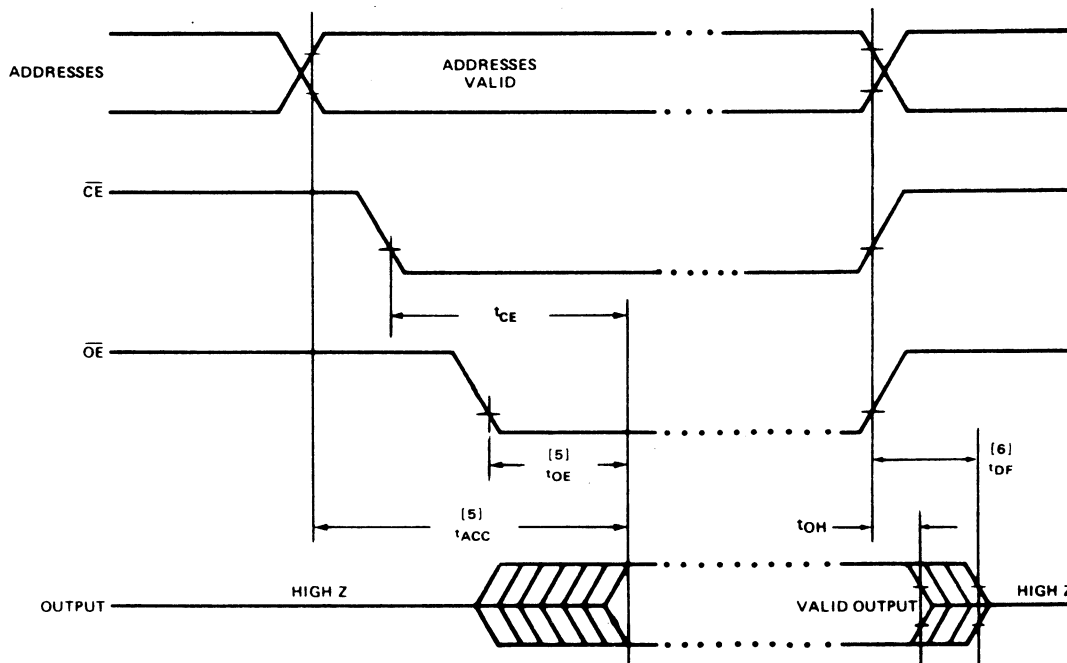 ADDRESSES
ADDRESSES
VALID
CE
tCE
OE
[5]
tOE
[6]
tDF
[5]
tACC
tOH
HIGH Z
OUTPUT
VALID OUTPUT
HIGH Z